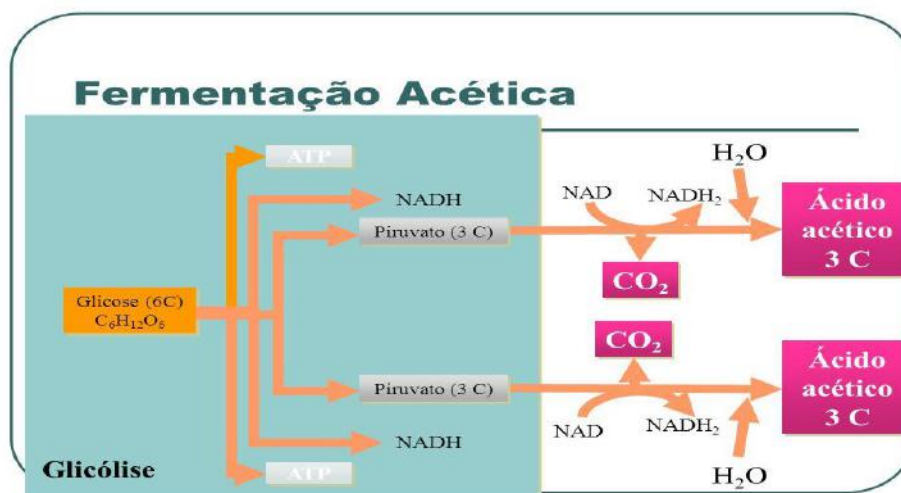 Fermentação Acética
ATP
NADH
Piruvato (3 C)
Glicose (6C)
C₆H₁₂O₆
Piruvato (3 C)
NADH
ATP
Glicólise
NAD
NADH₂
H₂O
CO₂
Ácido
acético
3 C
CO₂
NAD
NADH₂
H₂O
Ácido
acético
3 C